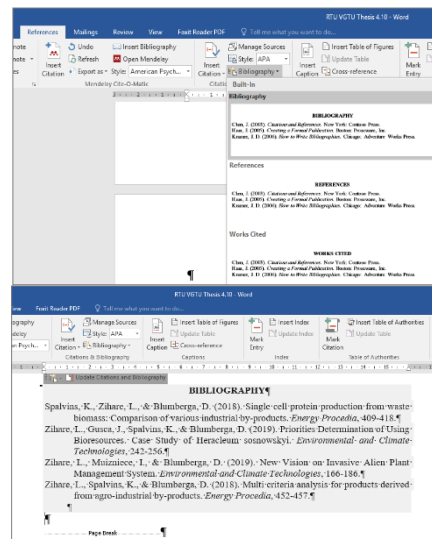 RTU VGTU Thesis 4.10 - Word
References Mailings Review View Foxit Reader PDF Tell me what you want to do...
note Undo Insert Bibliography Manage Sources Insert Table of Figures
note Refresh Open Mendeley Style: APA Update Table
es Insert Citation Export as Style: American Psych... Insert Citation Bibliography Insert Caption Cross-reference Mark Entry
Mendeley Cite-O-Matic Citatio
Built-In
Bibliography
BIBLIOGRAPHY
Chen, J. (2003). Citations and References. New York: Contoso Press.
Haas, J. (2005). Creating a Formal Publication. Boston: Proseware, Inc.
Kramer, J. D. (2006). How to Write Bibliographies. Chicago: Adventure Works Press.
References
REFERENCES
Chen, J. (2003). Citations and References. New York: Contoso Press.
Haas, J. (2005). Creating a Formal Publication. Boston: Proseware, Inc.
Kramer, J. D. (2006). How to Write Bibliographies. Chicago: Adventure Works Press.
Works Cited
WORKS CITED
Chen, J. (2003). Citations and References. New York: Contoso Press.
Haas, J. (2005). Creating a Formal Publication. Boston: Proseware, Inc.
Kramer, J. D. (2006). How to Write Bibliographies. Chicago: Adventure Works Press.
¶
RTU VGTU Thesis 4.10 - Word
View Foxit Reader PDF Tell me what you want to do...
ography Manage Sources Insert Table of Figures Insert Index Insert Table of Authorities
ndeley Style: APA Update Table Update Index Update Table
an Psych... Insert Citation Bibliography Insert Caption Cross-reference Mark Entry Mark Citation
Citations & Bibliography Captions Index Table of Authorities
Update Citations and Bibliography
BIBLIOGRAPHY¶
Spalvins, K., Zihare, L., & Blumberga, D. (2018). Single cell protein production from waste
biomass: Comparison of various industrial by-products. Energy Procedia, 409-418.¶
Zihare, L., Gusca, J., Spalvins, K., & Blumberga, D. (2019). Priorities Determination of Using
Bioresources. Case Study of Heracleum sosnowskyi. Environmental and Climate
Technologies, 242-256.¶
Zihare, L., Muizniece, I., & Blumberga, D. (2019). New Vision on Invasive Alien Plant
Management System. Environmental and Climate Technologies, 166-186.¶
Zihare, L., Spalvins, K., & Blumberga, D. (2018). Multi criteria analysis for products derived
from agro-industrial by-products. Energy Procedia, 452-457.¶
¶
¶
Page Break ¶